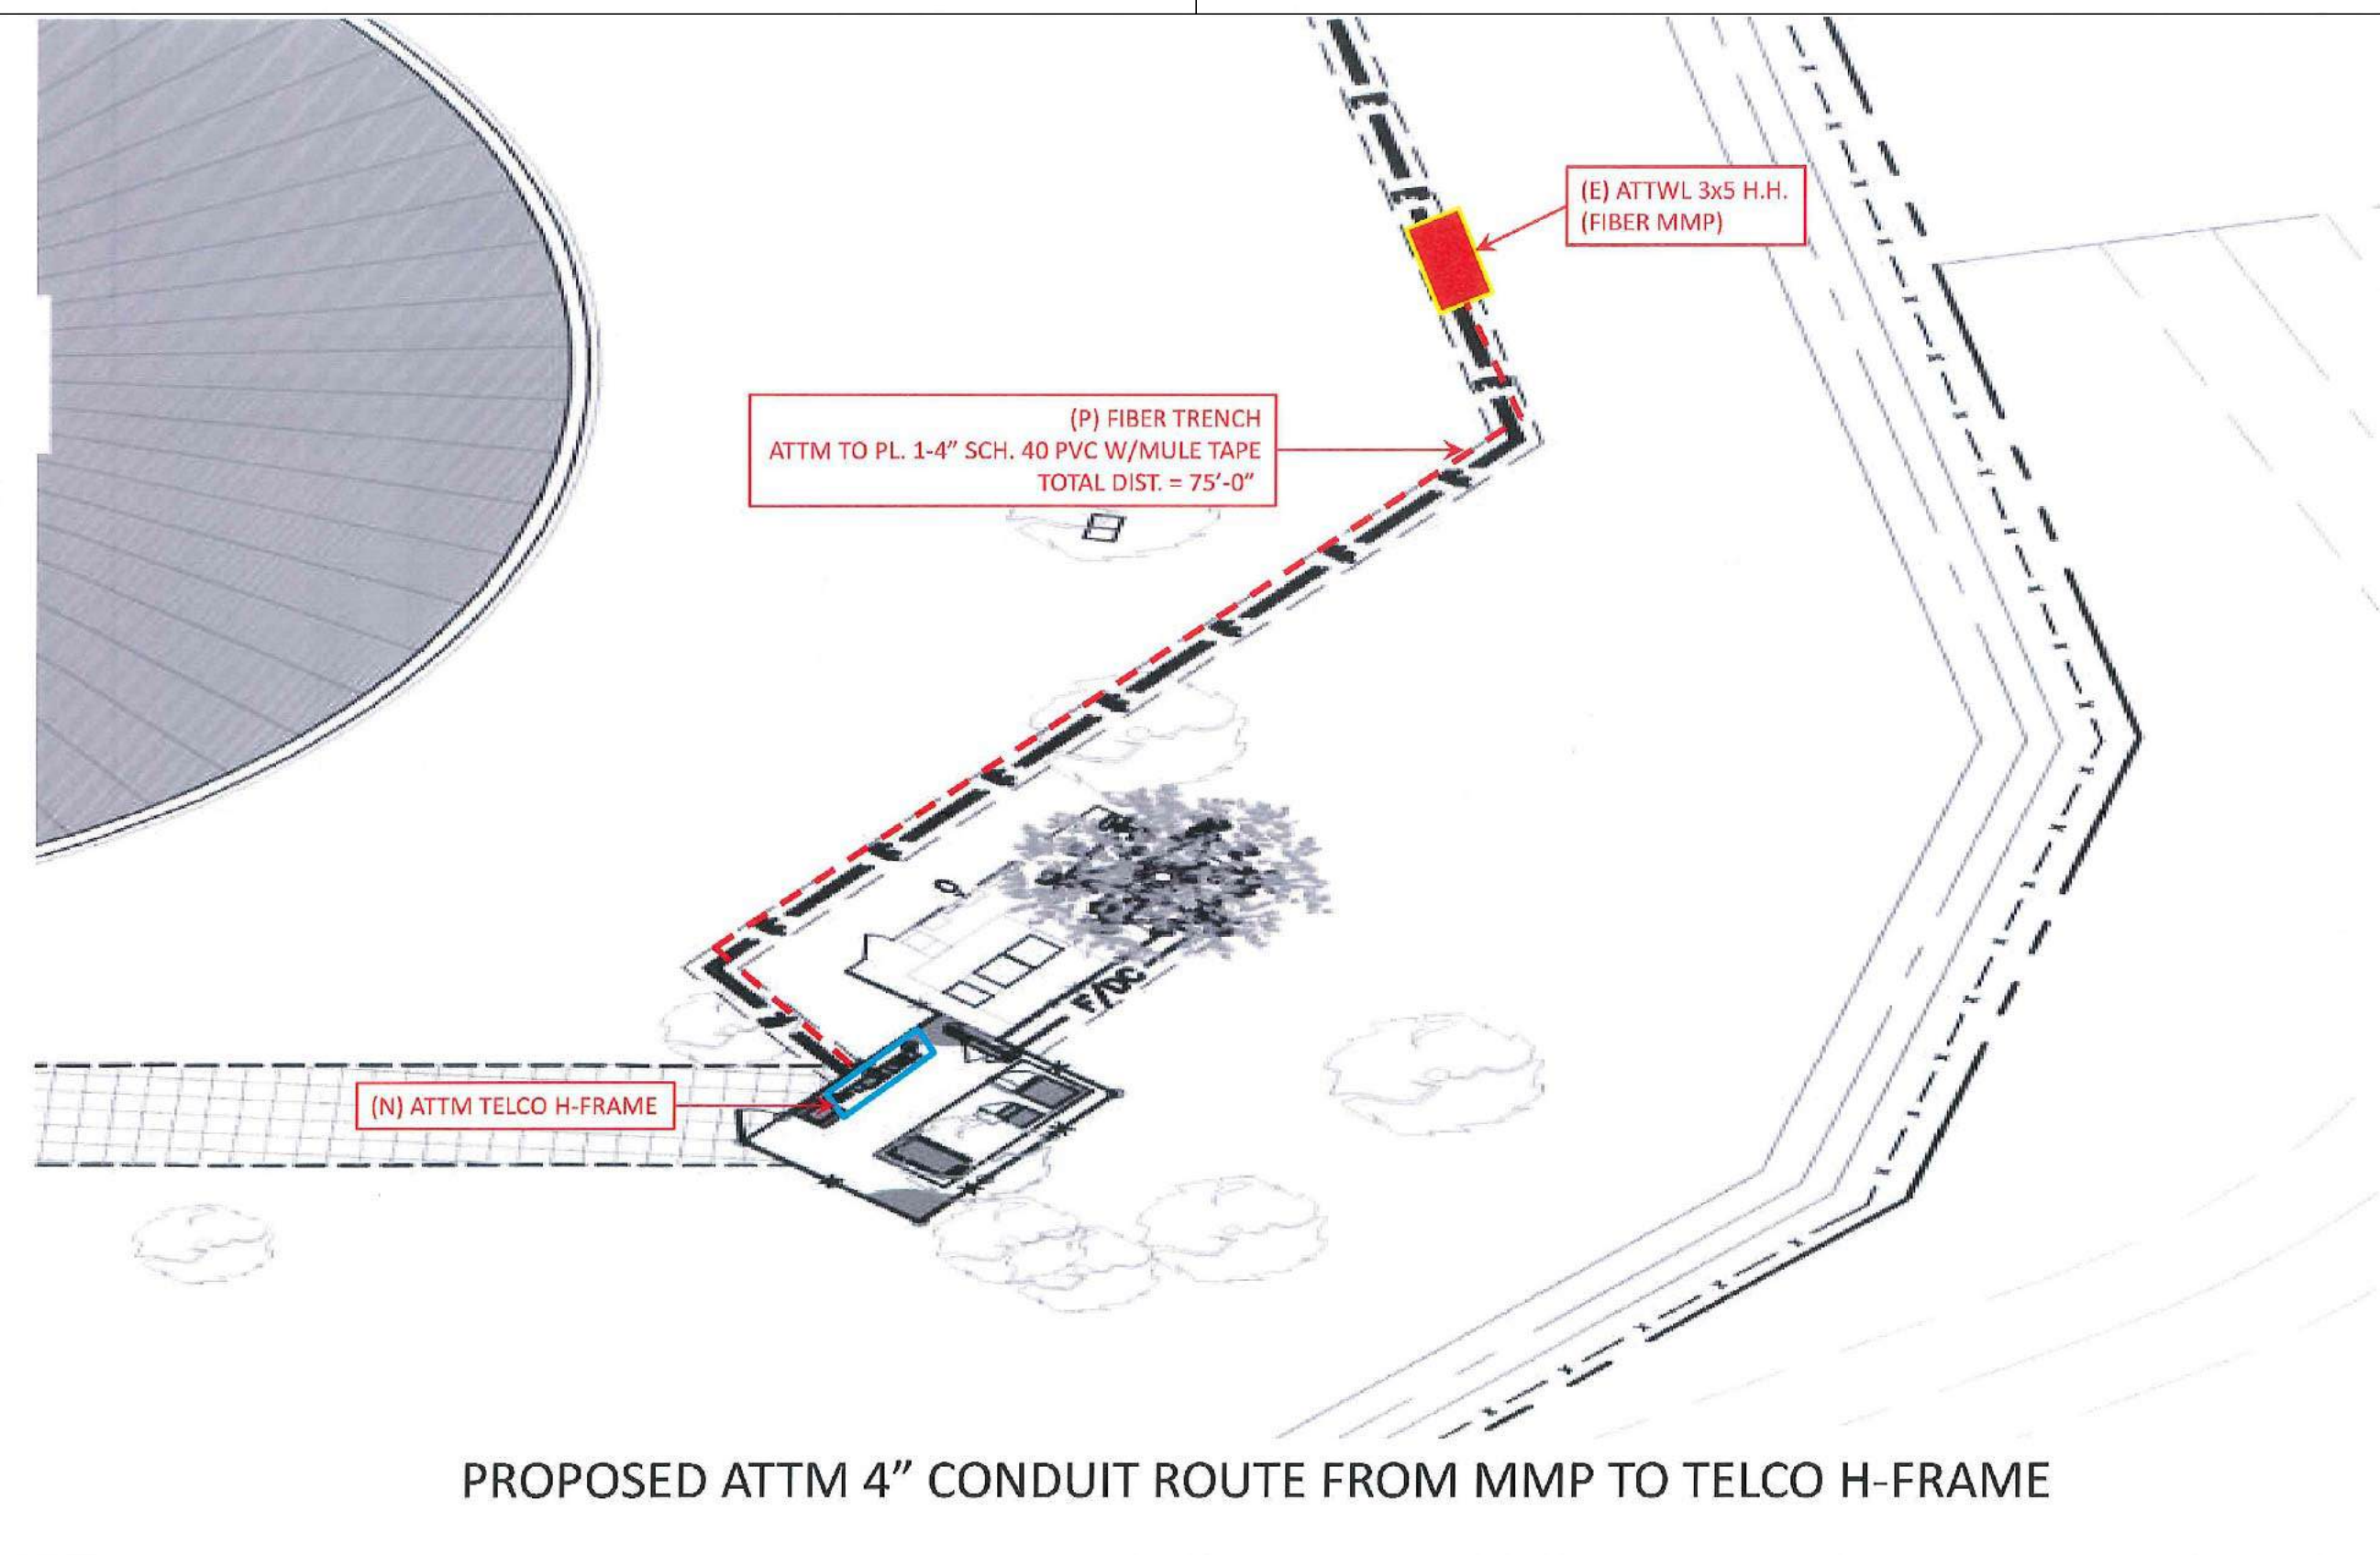 (E) ATTWL 3x5 H.H.
(FIBER MMP)
(P) FIBER TRENCH
ATTM TO PL. 1-4” SCH. 40 PVC W/MULE TAPE
TOTAL DIST. = 75’-0”
F/DC
(N) ATTM TELCO H-FRAME
PROPOSED ATTM 4” CONDUIT ROUTE FROM MMP TO TELCO H-FRAME